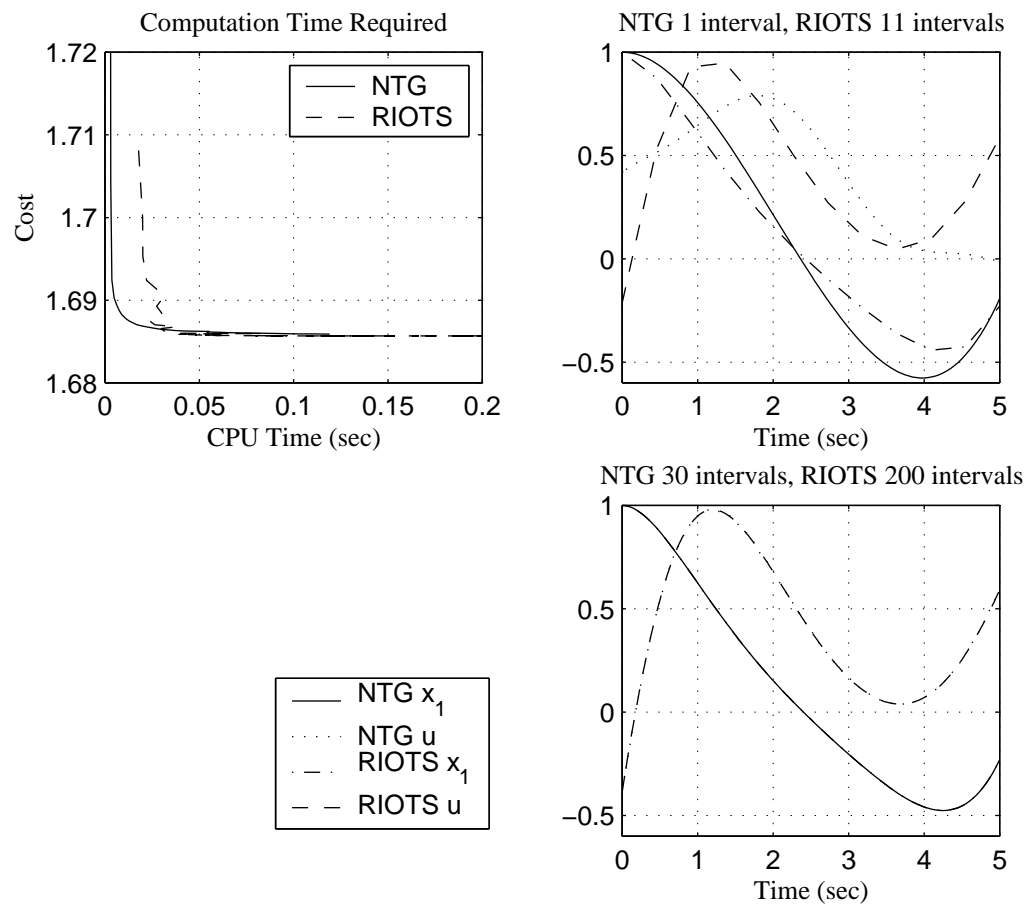 Computation Time Required
1.72
1.71
1.7
1.69
1.68
Cost
0
0.05
0.1
0.15
0.2
CPU Time (sec)
NTG
RIOTS
NTG 1 interval, RIOTS 11 intervals
1
0.5
0
−0.5
0
1
2
3
4
5
Time (sec)
NTG 30 intervals, RIOTS 200 intervals
1
0.5
0
−0.5
0
1
2
3
4
5
Time (sec)
NTG x₁
NTG u
RIOTS x₁
RIOTS u